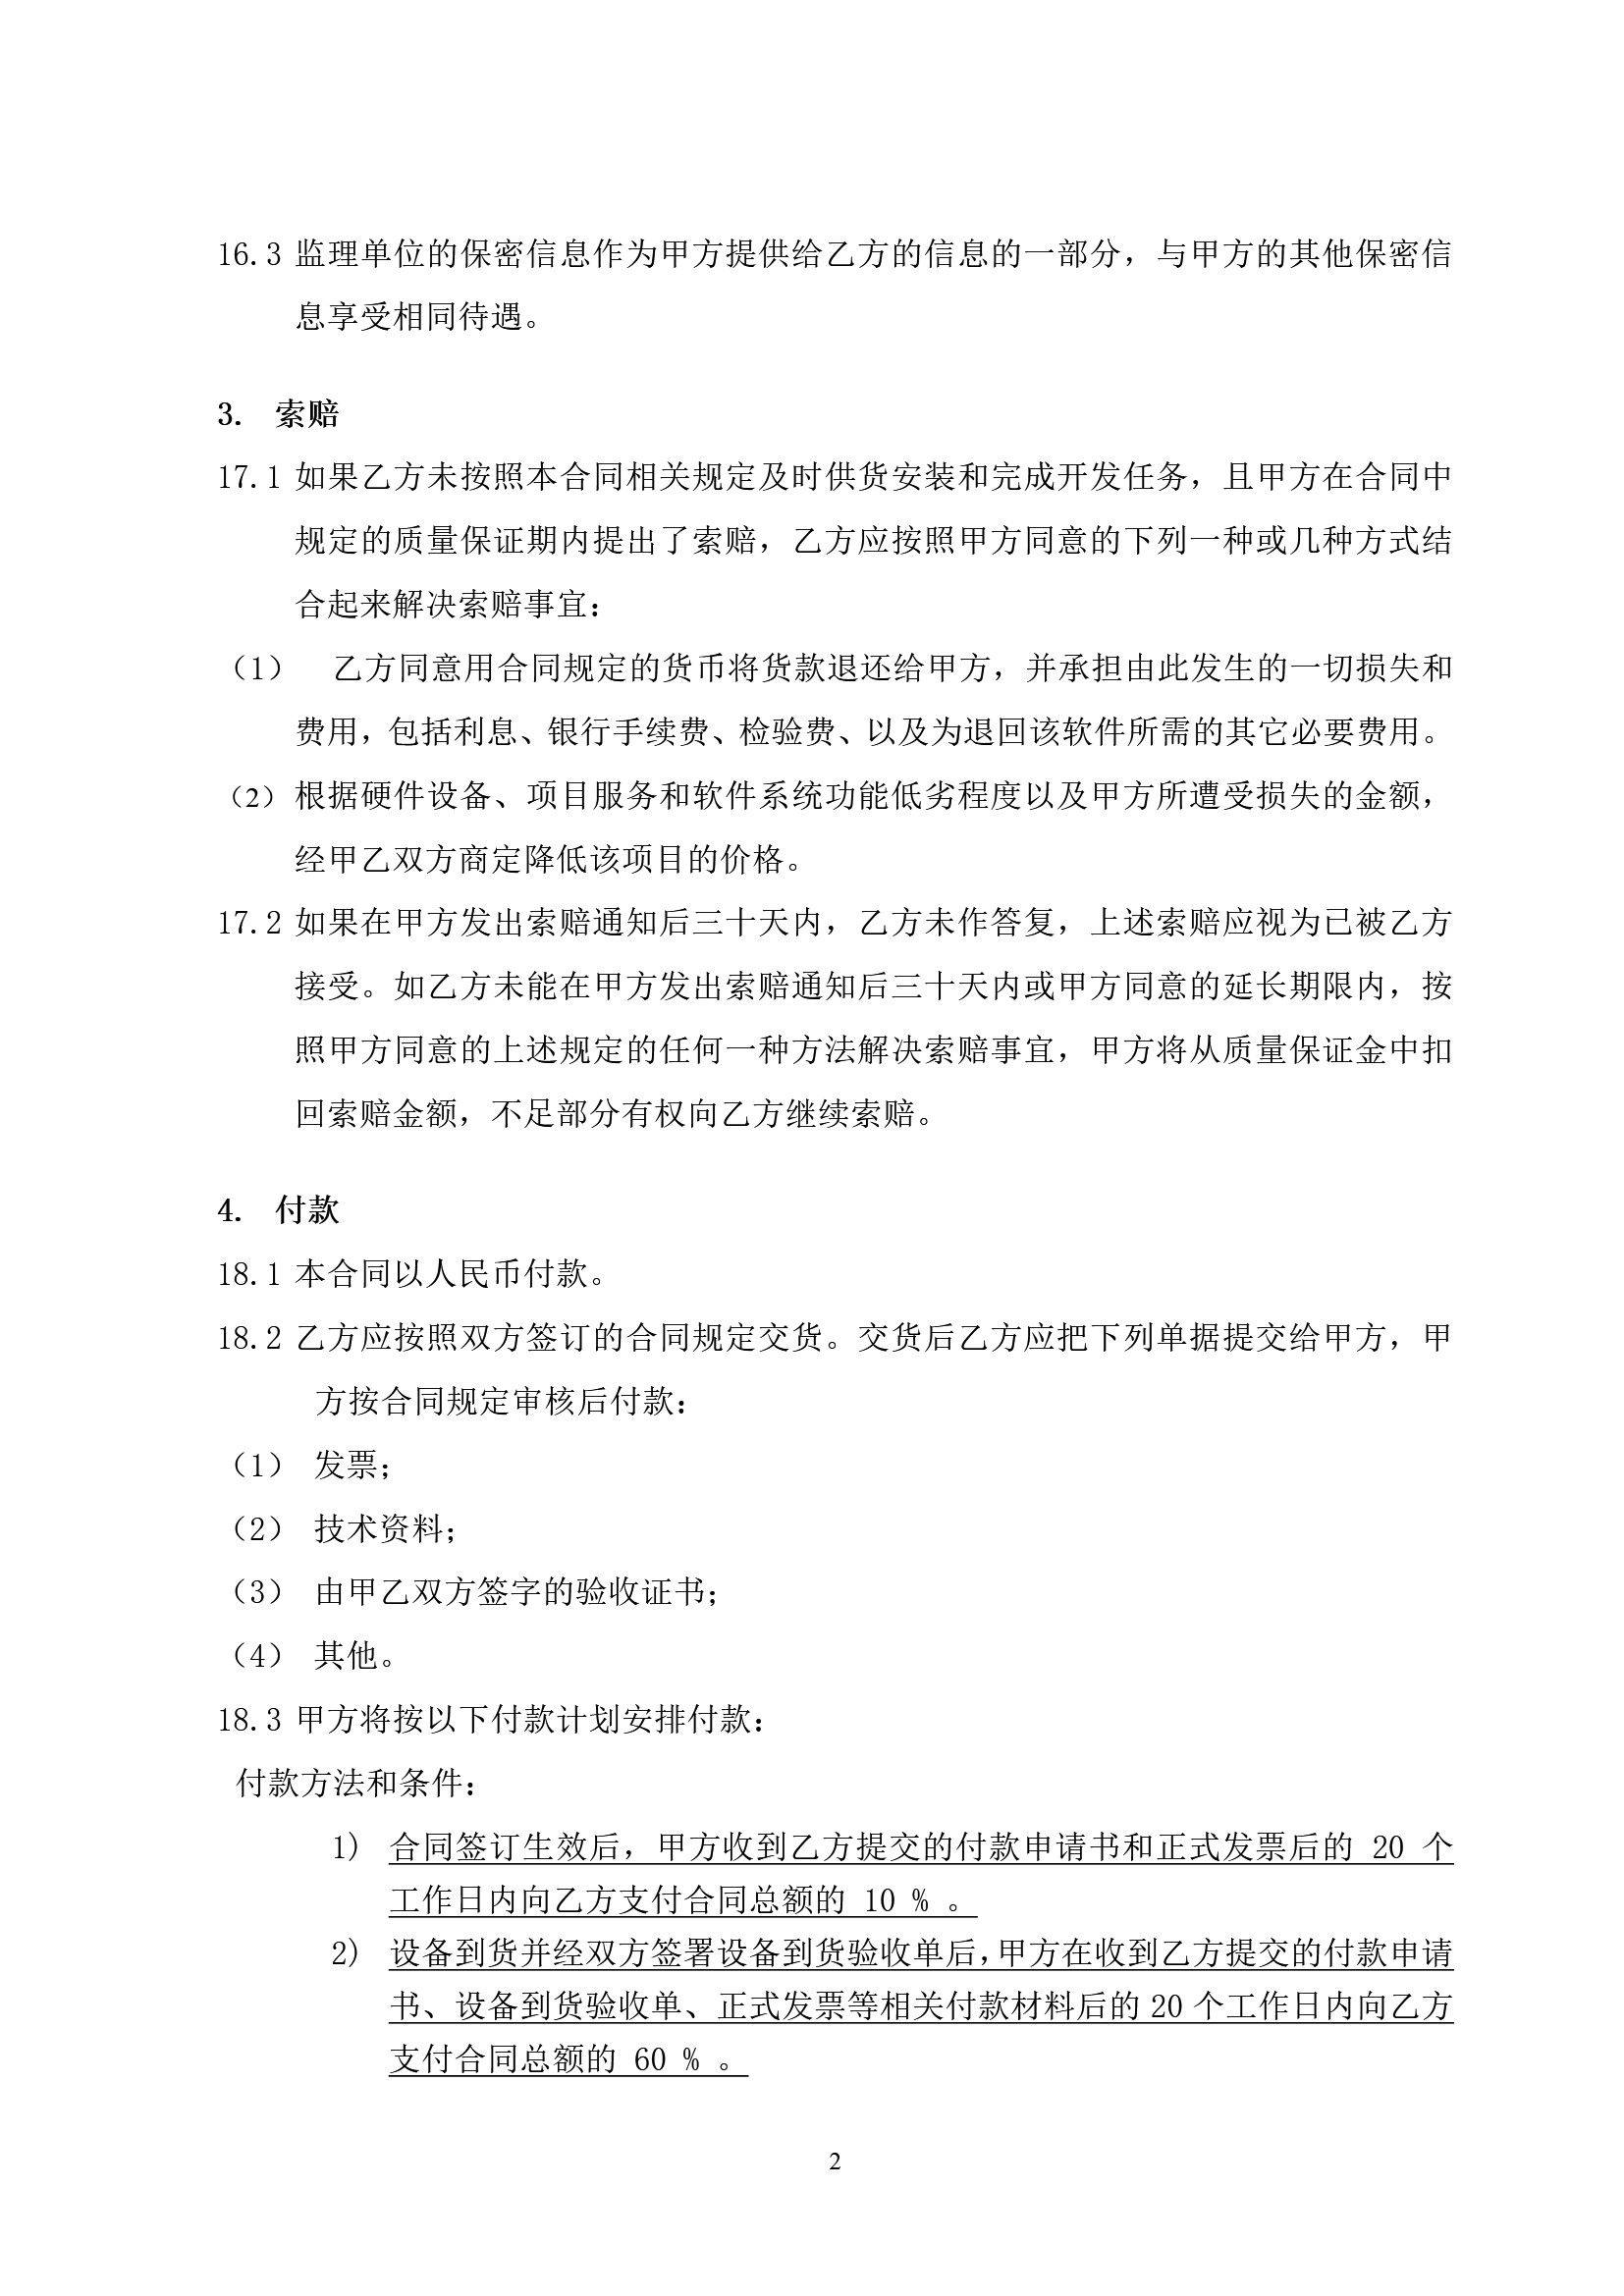 16.3 监理单位的保密信息作为甲方提供给乙方的信息的一部分，与甲方的其他保密信
息享受相同待遇。
3. 索赔
17.1 如果乙方未按照本合同相关规定及时供货安装和完成开发任务，且甲方在合同中
规定的质量保证期内提出了索赔，乙方应按照甲方同意的下列一种或几种方式结
合起来解决索赔事宜：
（1） 乙方同意用合同规定的货币将货款退还给甲方，并承担由此发生的一切损失和
费用，包括利息、银行手续费、检验费、以及为退回该软件所需的其它必要费用。
（2）根据硬件设备、项目服务和软件系统功能低劣程度以及甲方所遭受损失的金额，
经甲乙双方商定降低该项目的价格。
17.2 如果在甲方发出索赔通知后三十天内，乙方未作答复，上述索赔应视为已被乙方
接受。如乙方未能在甲方发出索赔通知后三十天内或甲方同意的延长期限内，按
照甲方同意的上述规定的任何一种方法解决索赔事宜，甲方将从质量保证金中扣
回索赔金额，不足部分有权向乙方继续索赔。
4. 付款
18.1 本合同以人民币付款。
18.2 乙方应按照双方签订的合同规定交货。交货后乙方应把下列单据提交给甲方，甲
方按合同规定审核后付款：
（1） 发票；
（2） 技术资料；
（3） 由甲乙双方签字的验收证书；
（4） 其他。
18.3 甲方将按以下付款计划安排付款：
付款方法和条件：
1) 合同签订生效后，甲方收到乙方提交的付款申请书和正式发票后的 20 个
工作日内向乙方支付合同总额的 10 % 。
2) 设备到货并经双方签署设备到货验收单后，甲方在收到乙方提交的付款申请
书、设备到货验收单、正式发票等相关付款材料后的 20 个工作日内向乙方
支付合同总额的 60 % 。
2